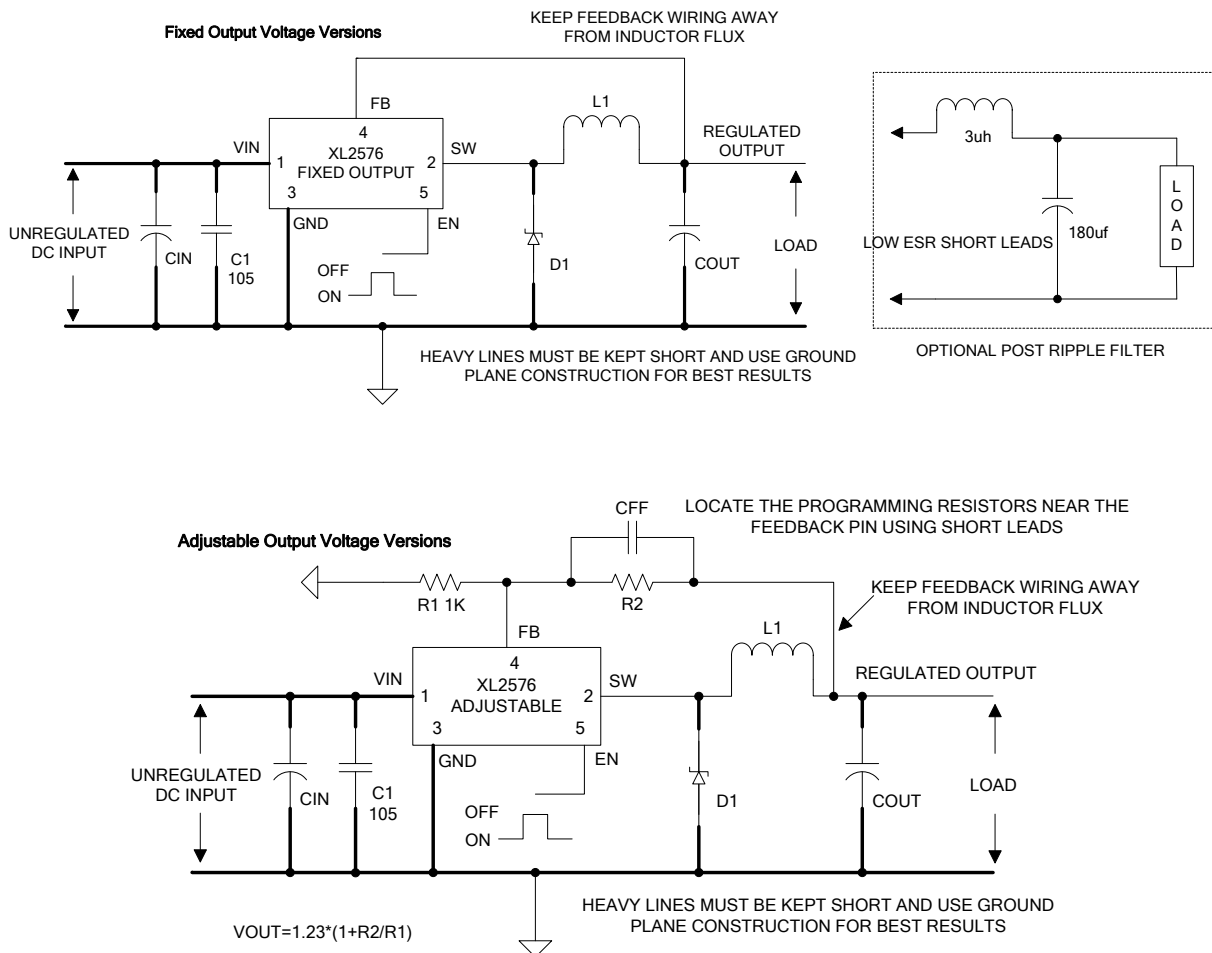 Fixed Output Voltage Versions
KEEP FEEDBACK WIRING AWAY
FROM INDUCTOR FLUX
FB
4
XL2576
FIXED OUTPUT
VIN
1
2
SW
3
5
GND
EN
L1
REGULATED
OUTPUT
UNREGULATED
DC INPUT
CIN
C1
105
OFF
ON
D1
COUT
LOAD
HEAVY LINES MUST BE KEPT SHORT AND USE GROUND
PLANE CONSTRUCTION FOR BEST RESULTS
3uh
LOW ESR SHORT LEADS
180uf
L
O
A
D
OPTIONAL POST RIPPLE FILTER
Adjustable Output Voltage Versions
CFF
LOCATE THE PROGRAMMING RESISTORS NEAR THE
FEEDBACK PIN USING SHORT LEADS
R1 1K
R2
KEEP FEEDBACK WIRING AWAY
FROM INDUCTOR FLUX
FB
4
XL2576
ADJUSTABLE
VIN
1
2
SW
3
5
GND
EN
L1
REGULATED OUTPUT
UNREGULATED
DC INPUT
CIN
C1
105
OFF
ON
D1
COUT
LOAD
HEAVY LINES MUST BE KEPT SHORT AND USE GROUND
PLANE CONSTRUCTION FOR BEST RESULTS
VOUT=1.23*(1+R2/R1)